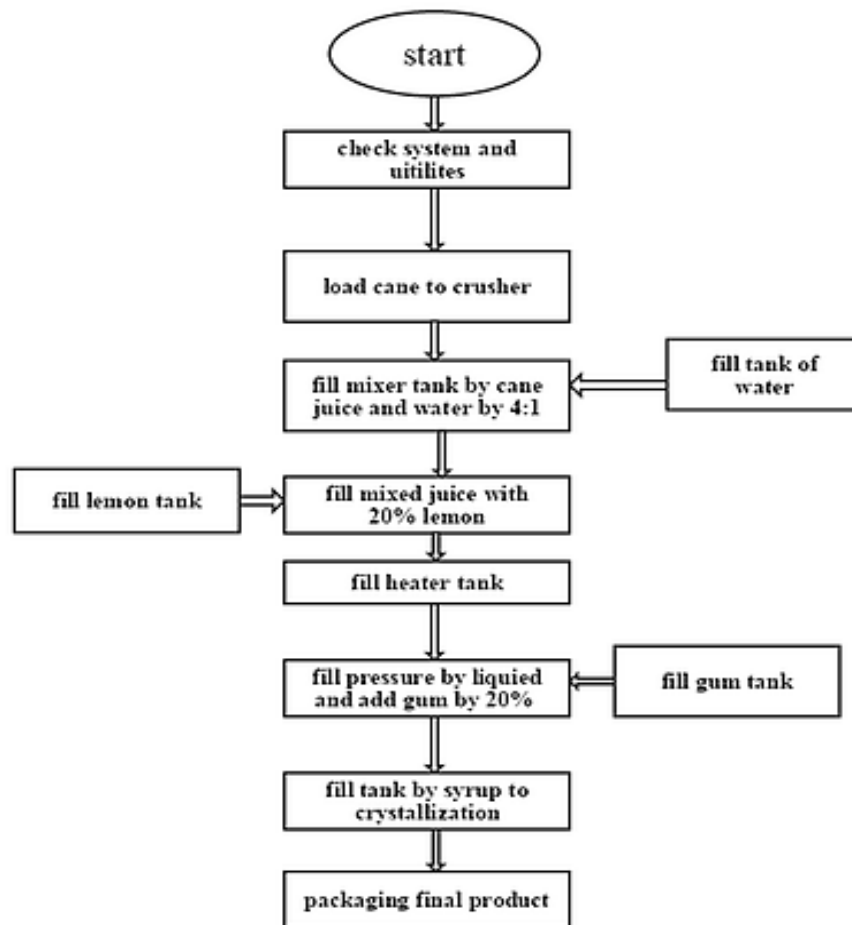 start
check system and
uitilites
load cane to crusher
fill mixer tank by cane
juice and water by 4:1
fill tank of
water
fill lemon tank
fill mixed juice with
20% lemon
fill heater tank
fill pressure by liquied
and add gum by 20%
fill gum tank
fill tank by syrup to
crystallization
packaging final product